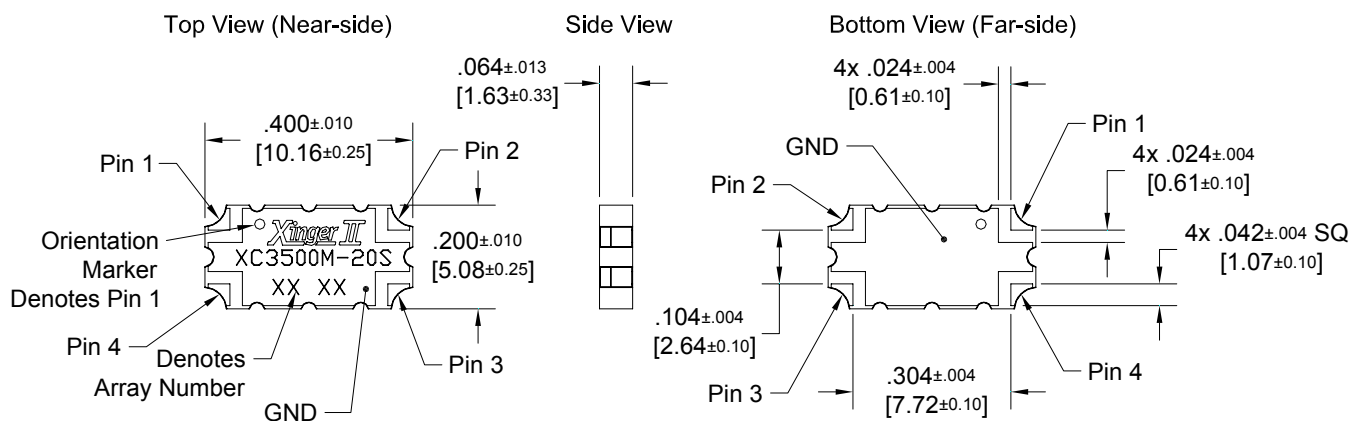 Top View (Near-side)
Side View
Bottom View (Far-side)
.064±.013
[1.63±0.33]
4x .024±.004
[0.61±0.10]
.400±.010
[10.16±0.25]
Pin 1
Pin 2
GND
Pin 1
4x .024±.004
[0.61±0.10]
Pin 2
Orientation
Marker
Denotes Pin 1
Xinger II
XC3500M-20S
XX XX
.200±.010
[5.08±0.25]
4x .042±.004 SQ
[1.07±0.10]
.104±.004
[2.64±0.10]
Pin 4
Denotes
Array Number
Pin 3
GND
Pin 3
.304±.004
[7.72±0.10]
Pin 4